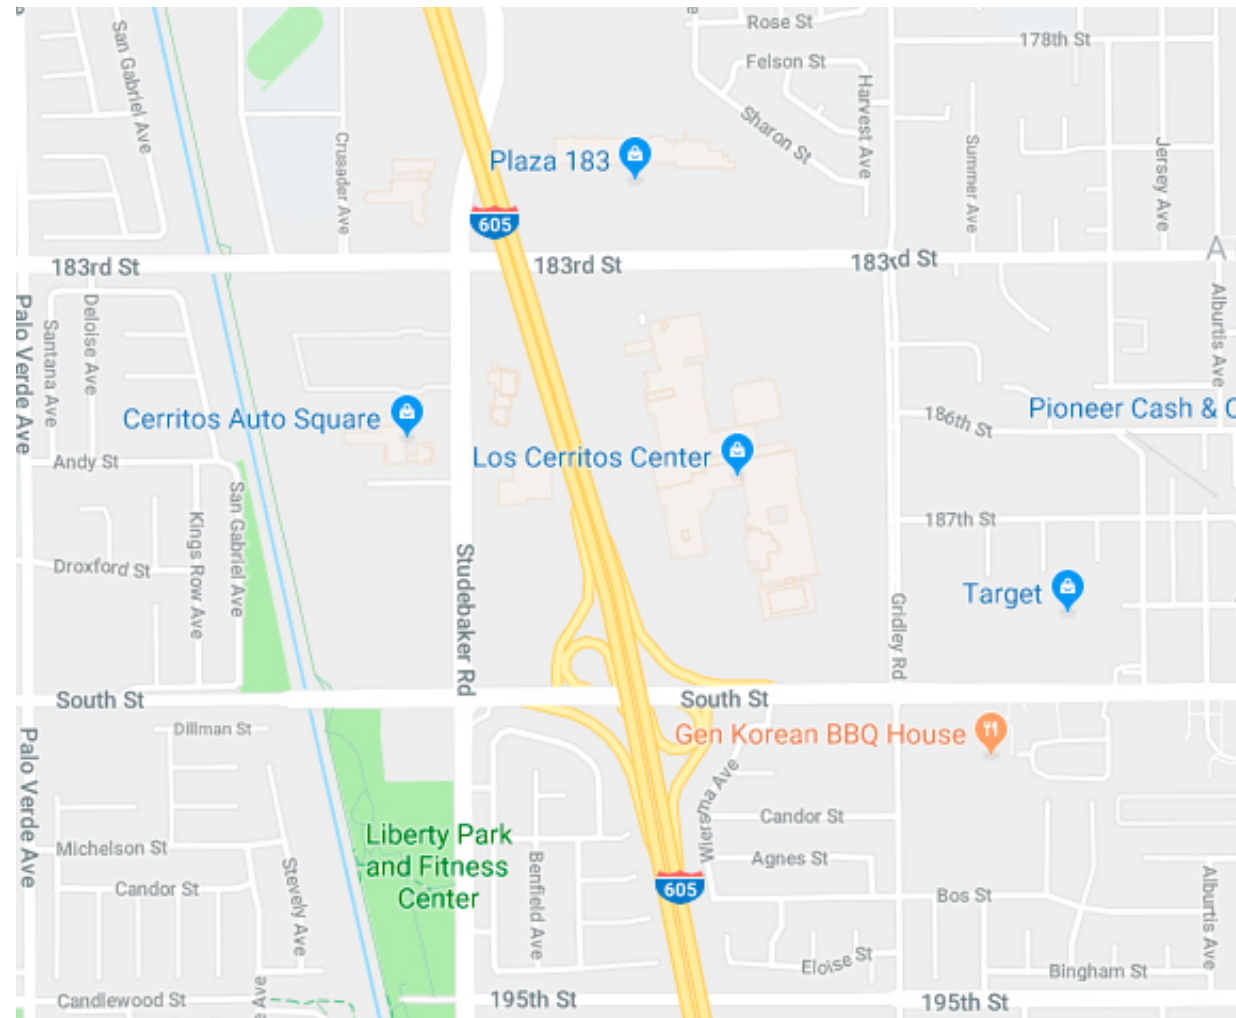 Rose St
178th St
San Gabriel Ave
Felson St
Harvest Ave
Sharon St
Crusader Ave
Summer Ave
Jersey Ave
Plaza 183
605
183rd St
183rd St
183rd St
A
Palo Verde Ave
Santana Ave
Deloise Ave
Alburtis Ave
Cerritos Auto Square
Los Cerritos Center
186th St
Pioneer Cash & C
Andy St
San Gabriel Ave
Kings Row Ave
187th St
Droxford St
Studebaker Rd
Target
Gridley Rd
South St
South St
Dillman St
Gen Korean BBQ House
Palo Verde Ave
Wiersma Ave
Candor St
Michelson St
Liberty Park
and Fitness
Center
Agnes St
Candor St
Stevely Ave
Benfield Ave
605
Bos St
Alburtis Ave
Eloise St
Bingham St
Candlewood St
Ave
195th St
195th St